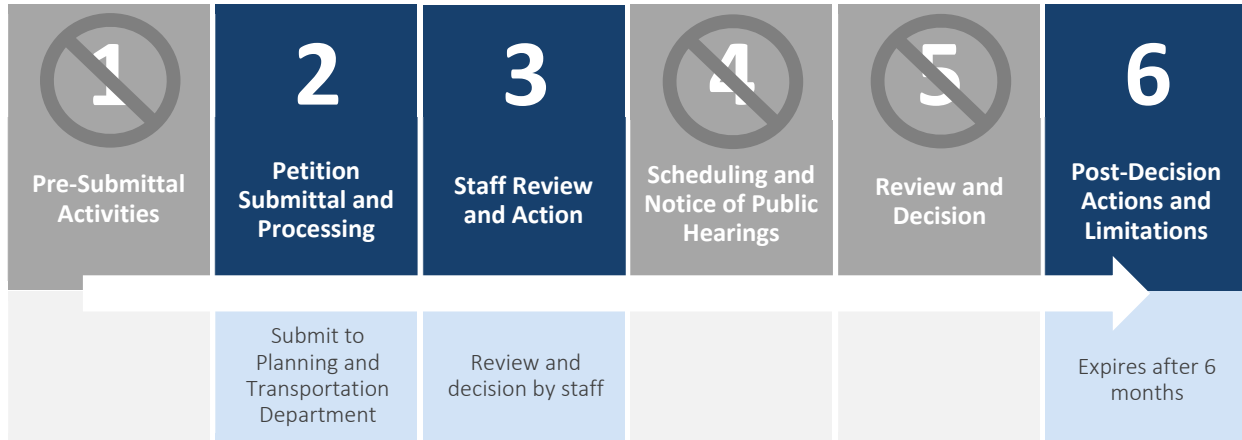 1
Pre-Submittal
Activities
2
Petition
Submittal and
Processing
Submit to
Planning and
Transportation
Department
3
Staff Review
and Action
Review and
decision by staff
4
Scheduling and
Notice of Public
Hearings
5
Review and
Decision
6
Post-Decision
Actions and
Limitations
Expires after 6
months